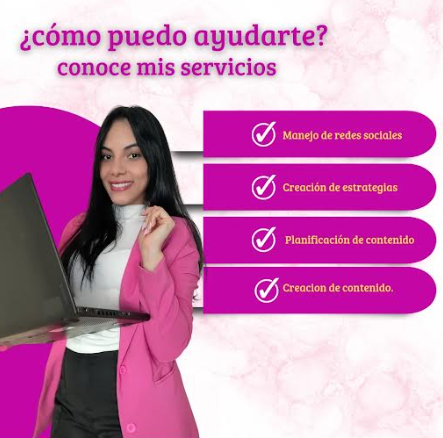 ¿cómo puedo ayudarte?
conoce mis servicios
Manejo de redes sociales
Creación de estrategias
Planificación de contenido
Creacion de contenido.